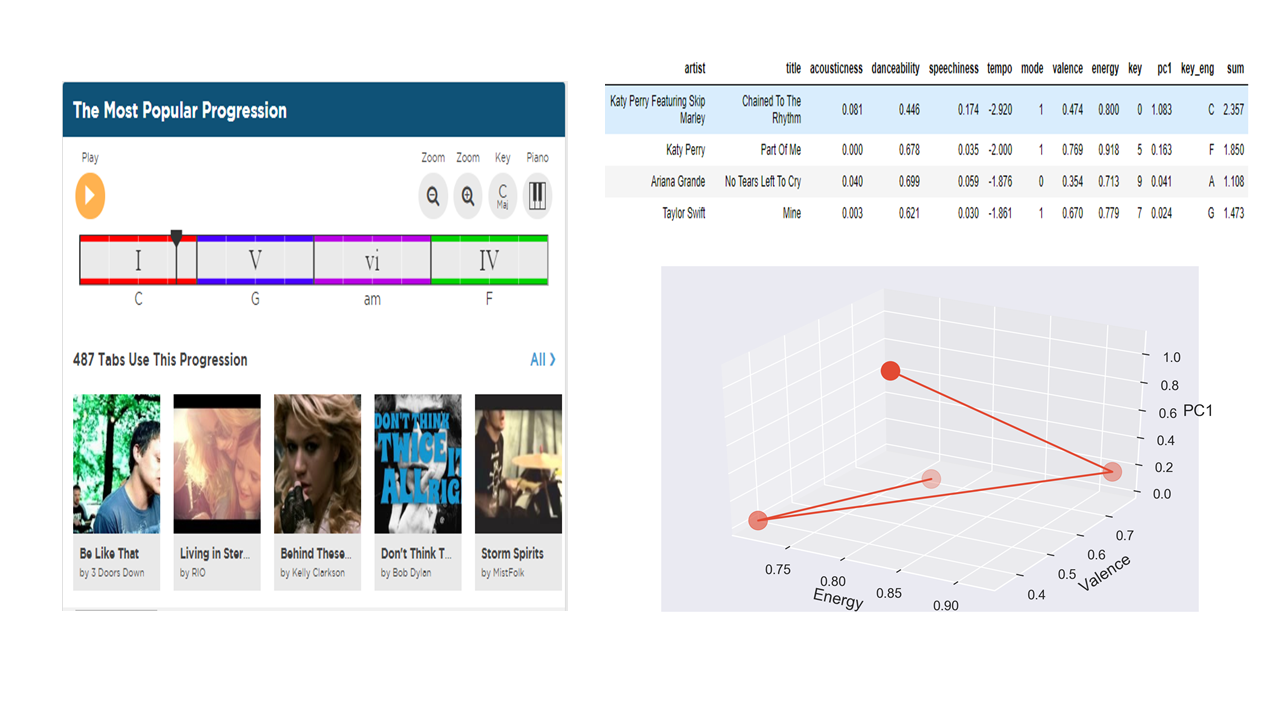 The Most Popular Progression
Play
Zoom Zoom Key Piano
C
Maj
I V vi IV
C G am F
487 Tabs Use This Progression
All ❯
DON'T THINK
TWICE
ALL
Be Like That Living in Ster... Behind These... Don't Think T... Storm Spirits
by 3 Doors Down by RIO by Kelly Clarkson by Bob Dylan by MistFolk
artist title acousticness danceability speechiness tempo mode valence energy key pc1 key_eng sum
Katy Perry Featuring Skip Chained To The
Marley Rhythm 0.081 0.446 0.174 -2.920 1 0.474 0.800 0 1.083 C 2.357
Katy Perry Part Of Me 0.000 0.678 0.035 -2.000 1 0.769 0.918 5 0.163 F 1.850
Ariana Grande No Tears Left To Cry 0.040 0.699 0.059 -1.876 0 0.354 0.713 9 0.041 A 1.108
Taylor Swift Mine 0.003 0.621 0.030 -1.861 1 0.670 0.779 7 0.024 G 1.473
1.0
0.8
0.6 PC1
0.4
0.2
0.0
0.7
0.6
0.5 Valence
0.4
0.75 0.80 0.85 0.90
Energy